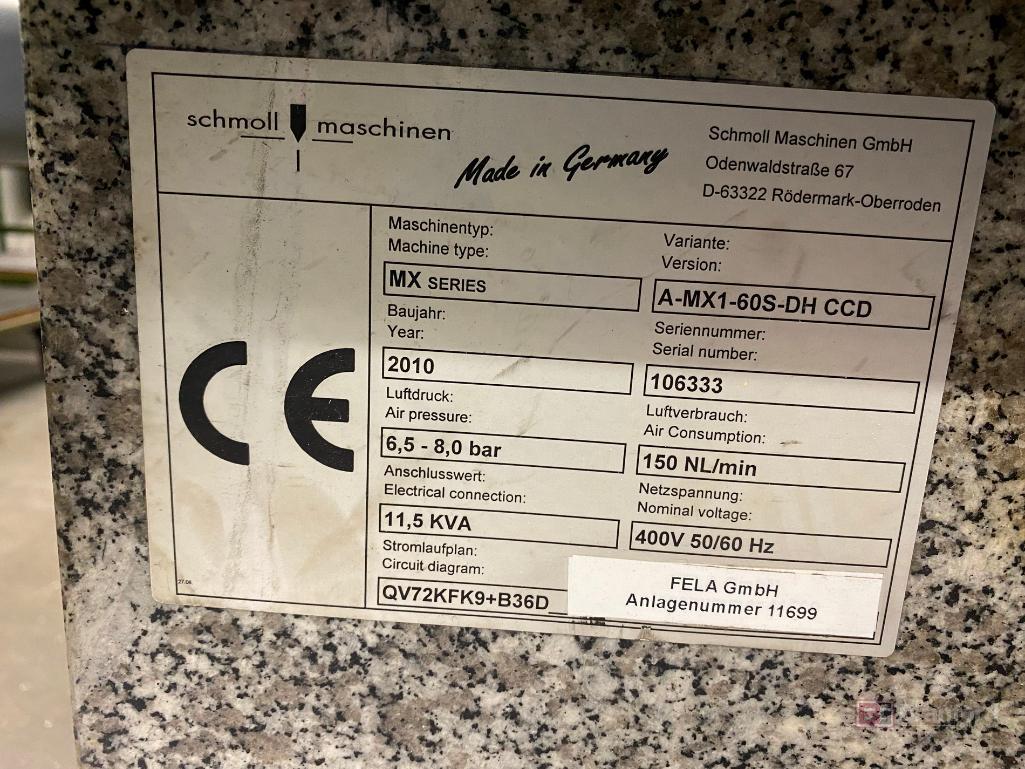 schmoll maschinen
Made in Germany
Schmoll Maschinen GmbH
Odenwaldstraße 67
D-63322 Rödermark-Oberroden
CE
Maschinentyp:
Machine type:
MX SERIES
Variante:
Version:
A-MX1-60S-DH CCD
Baujahr:
Year:
2010
Seriennummer:
Serial number:
106333
Luftdruck:
Air pressure:
6,5 - 8,0 bar
Luftverbrauch:
Air Consumption:
150 NL/min
Anschlusswert:
Electrical connection:
11,5 KVA
Netzspannung:
Nominal voltage:
400V 50/60 Hz
Stromlaufplan:
Circuit diagram:
QV72KFK9+B36D
FELA GmbH
Anlagenummer 11699